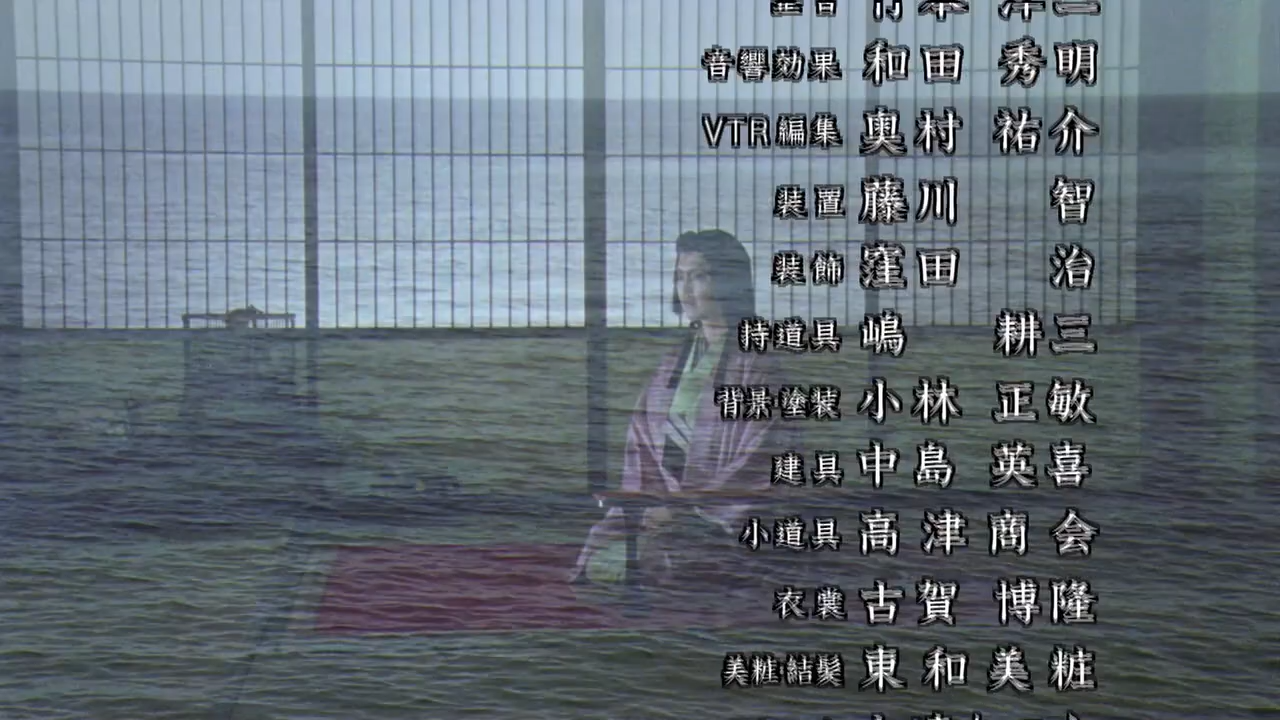 音響効果 和田 秀明
VTR編集 奥村 祐介
装置 藤川 智
装飾 窪田 治
持道具 嶋 耕三
背景・塗装 小林 正敏
建具 中島 英喜
小道具 高津商会
衣裳 古賀 博隆
美粧・結髪 東和美粧